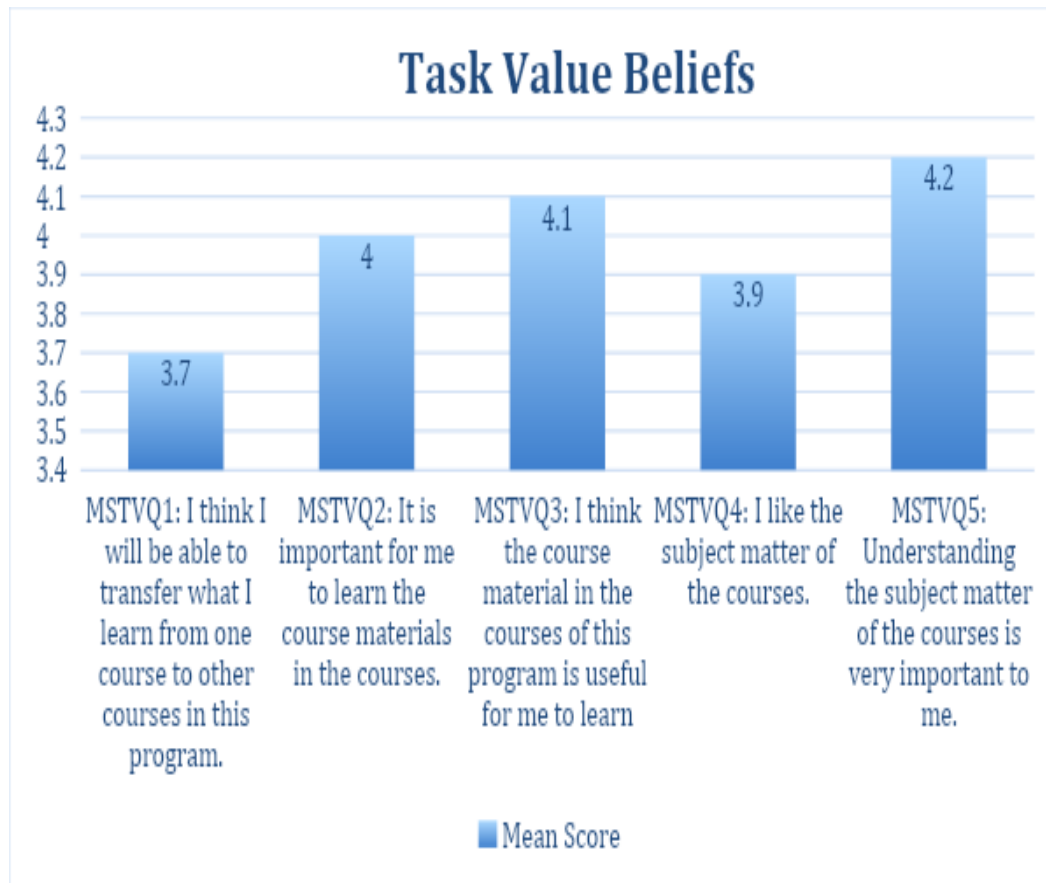 Task Value Beliefs
4.3
4.2
4.1
4
3.9
3.8
3.7
3.6
3.5
3.4
3.7
4
4.1
3.9
4.2
MSTVQ1: I think I
will be able to
transfer what I
learn from one
course to other
courses in this
program.
MSTVQ2: It is
important for me
to learn the
course materials
in the courses.
MSTVQ3: I think
the course
material in the
courses of this
program is useful
for me to learn
MSTVQ4: I like the
subject matter of
the courses.
MSTVQ5:
Understanding
the subject matter
of the courses is
very important to
me.
Mean Score